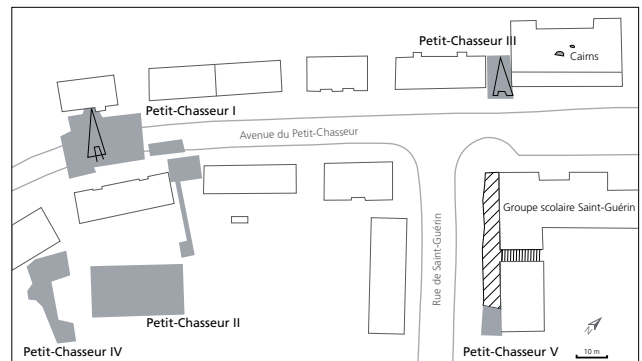 Petit-Chasseur III
Cairns
Petit-Chasseur I
Avenue du Petit-Chasseur
Groupe scolaire Saint-Guérin
Rue de Saint-Guérin
Petit-Chasseur II
Petit-Chasseur IV
Petit-Chasseur V
N
10 m